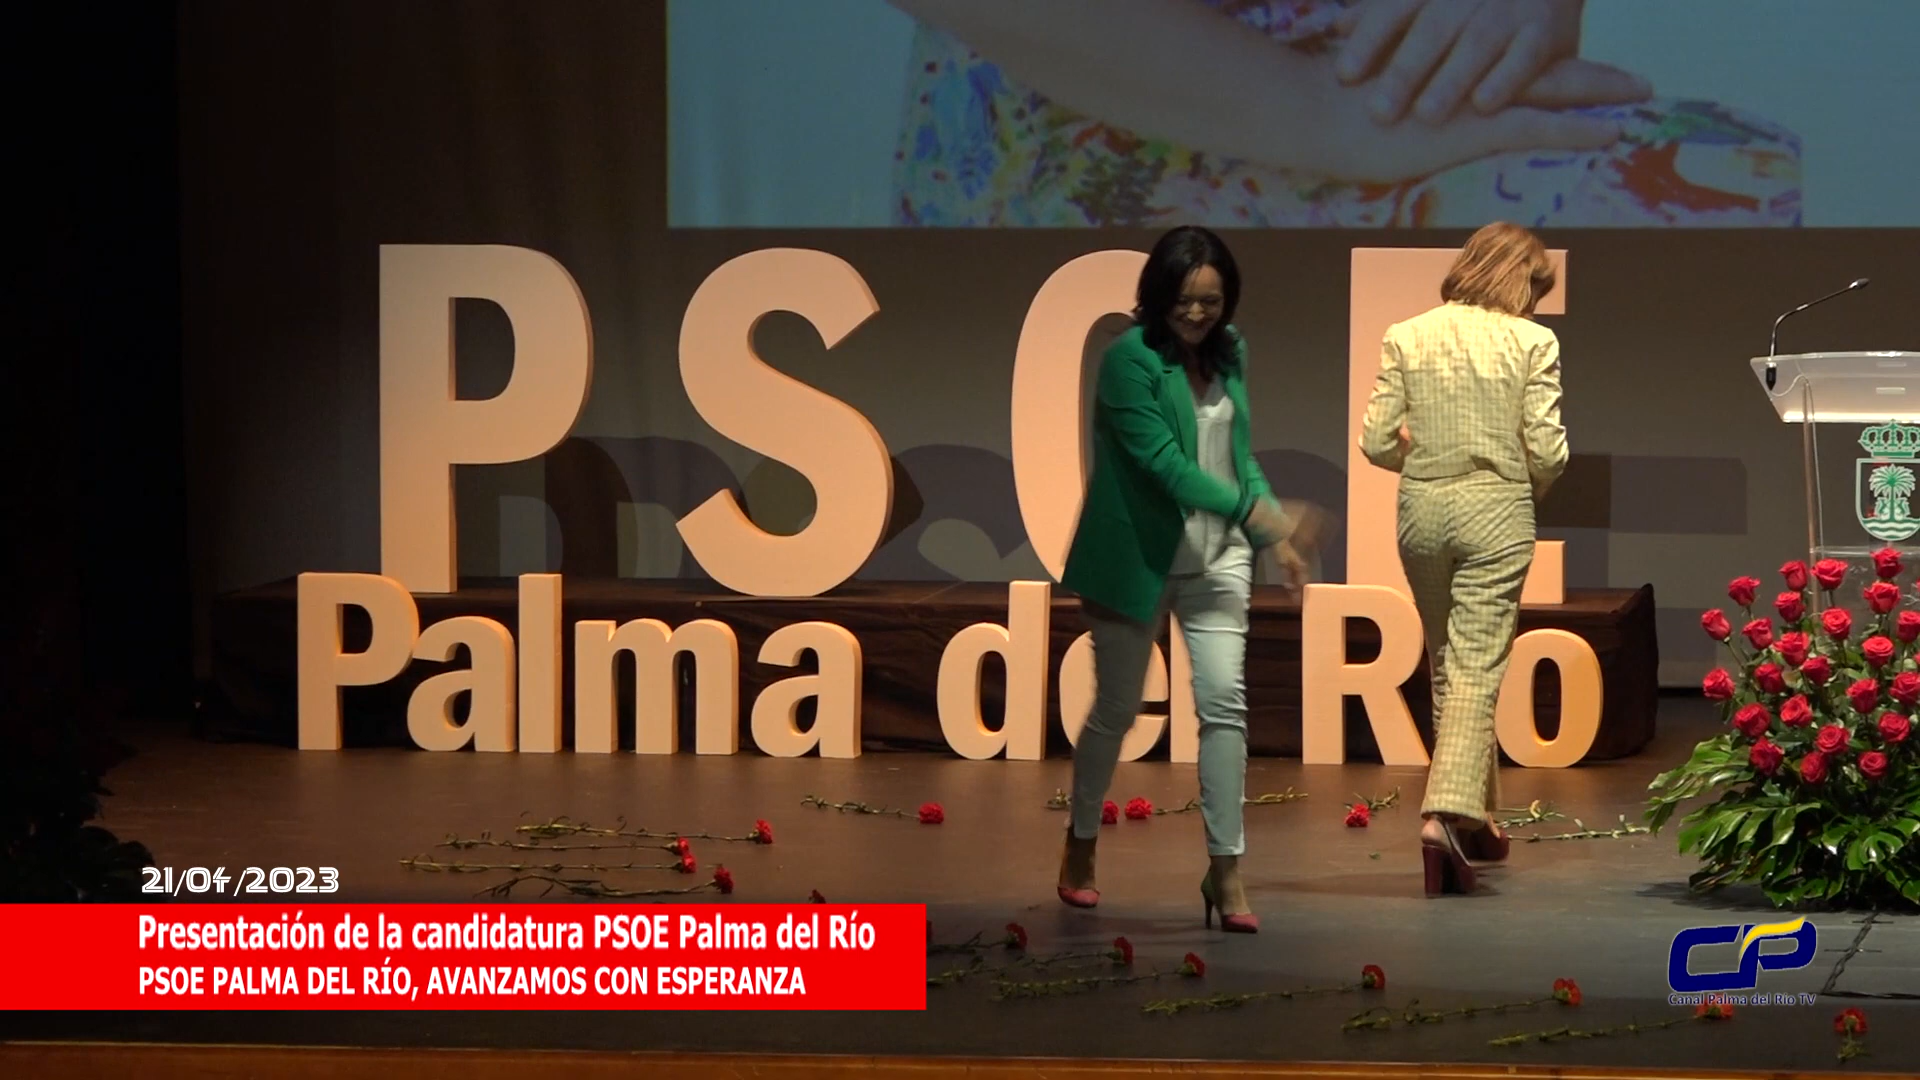 PSOE
Palma del Río
21/04/2023
Presentación de la candidatura PSOE Palma del Río
PSOE PALMA DEL RÍO, AVANZAMOS CON ESPERANZA
CP
Canal Palma del Río TV